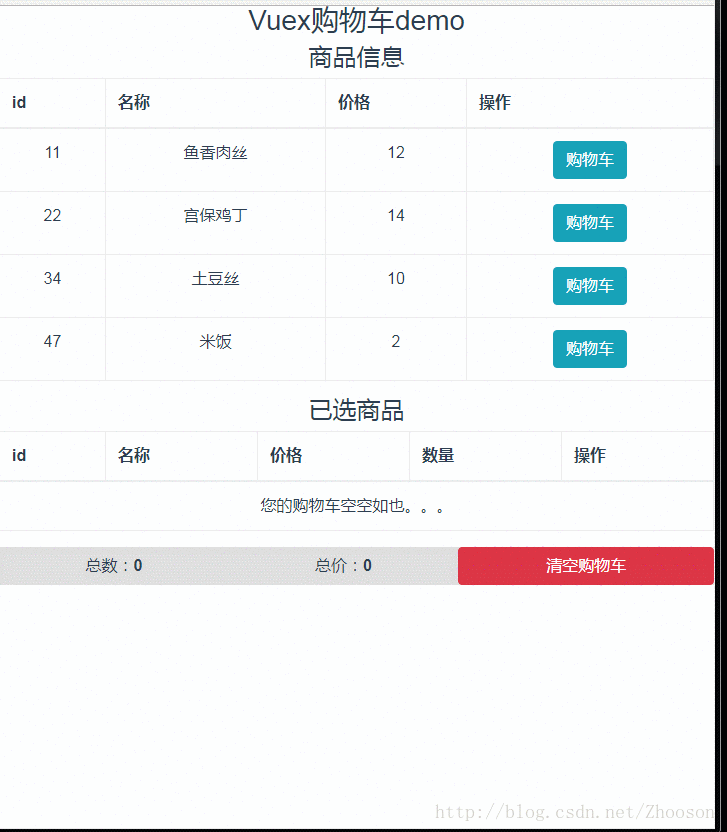 Vuex购物车demo
商品信息
id 名称 价格 操作
11 鱼香肉丝 12 购物车
22 宫保鸡丁 14 购物车
34 土豆丝 10 购物车
47 米饭 2 购物车
已选商品
id 名称 价格 数量 操作
您的购物车空空如也。。。
总数：0 总价：0 清空购物车
http://blog.csdn.net/Zhooson